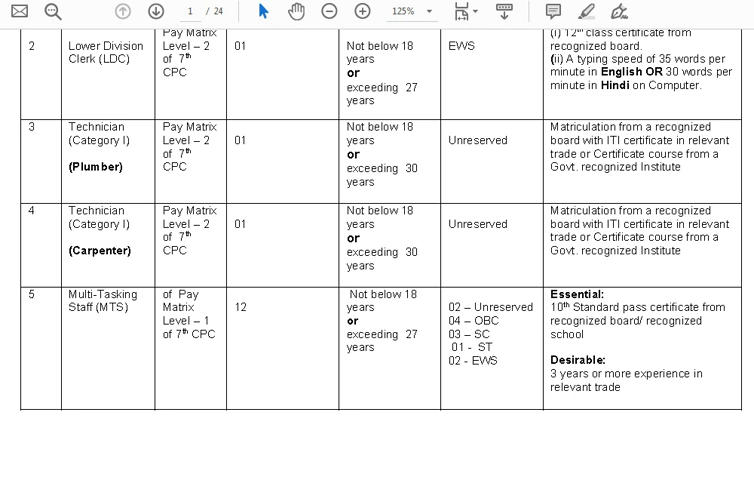 1 / 24 125%
2 Lower Division Clerk (LDC) Pay Matrix Level – 2 of 7th CPC 01 Not below 18 years or exceeding 27 years EWS (i) 12th class certificate from recognized board. (ii) A typing speed of 35 words per minute in English OR 30 words per minute in Hindi on Computer.
3 Technician (Category I) (Plumber) Pay Matrix Level – 2 of 7th CPC 01 Not below 18 years or exceeding 30 years Unreserved Matriculation from a recognized board with ITI certificate in relevant trade or Certificate course from a Govt. recognized Institute
4 Technician (Category I) (Carpenter) Pay Matrix Level – 2 of 7th CPC 01 Not below 18 years or exceeding 30 years Unreserved Matriculation from a recognized board with ITI certificate in relevant trade or Certificate course from a Govt. recognized Institute
5 Multi-Tasking Staff (MTS) of Pay Matrix Level – 1 of 7th CPC 12 Not below 18 years or exceeding 27 years 02 – Unreserved 04 – OBC 03 – SC 01 - ST 02 - EWS Essential: 10th Standard pass certificate from recognized board/ recognized school Desirable: 3 years or more experience in relevant trade